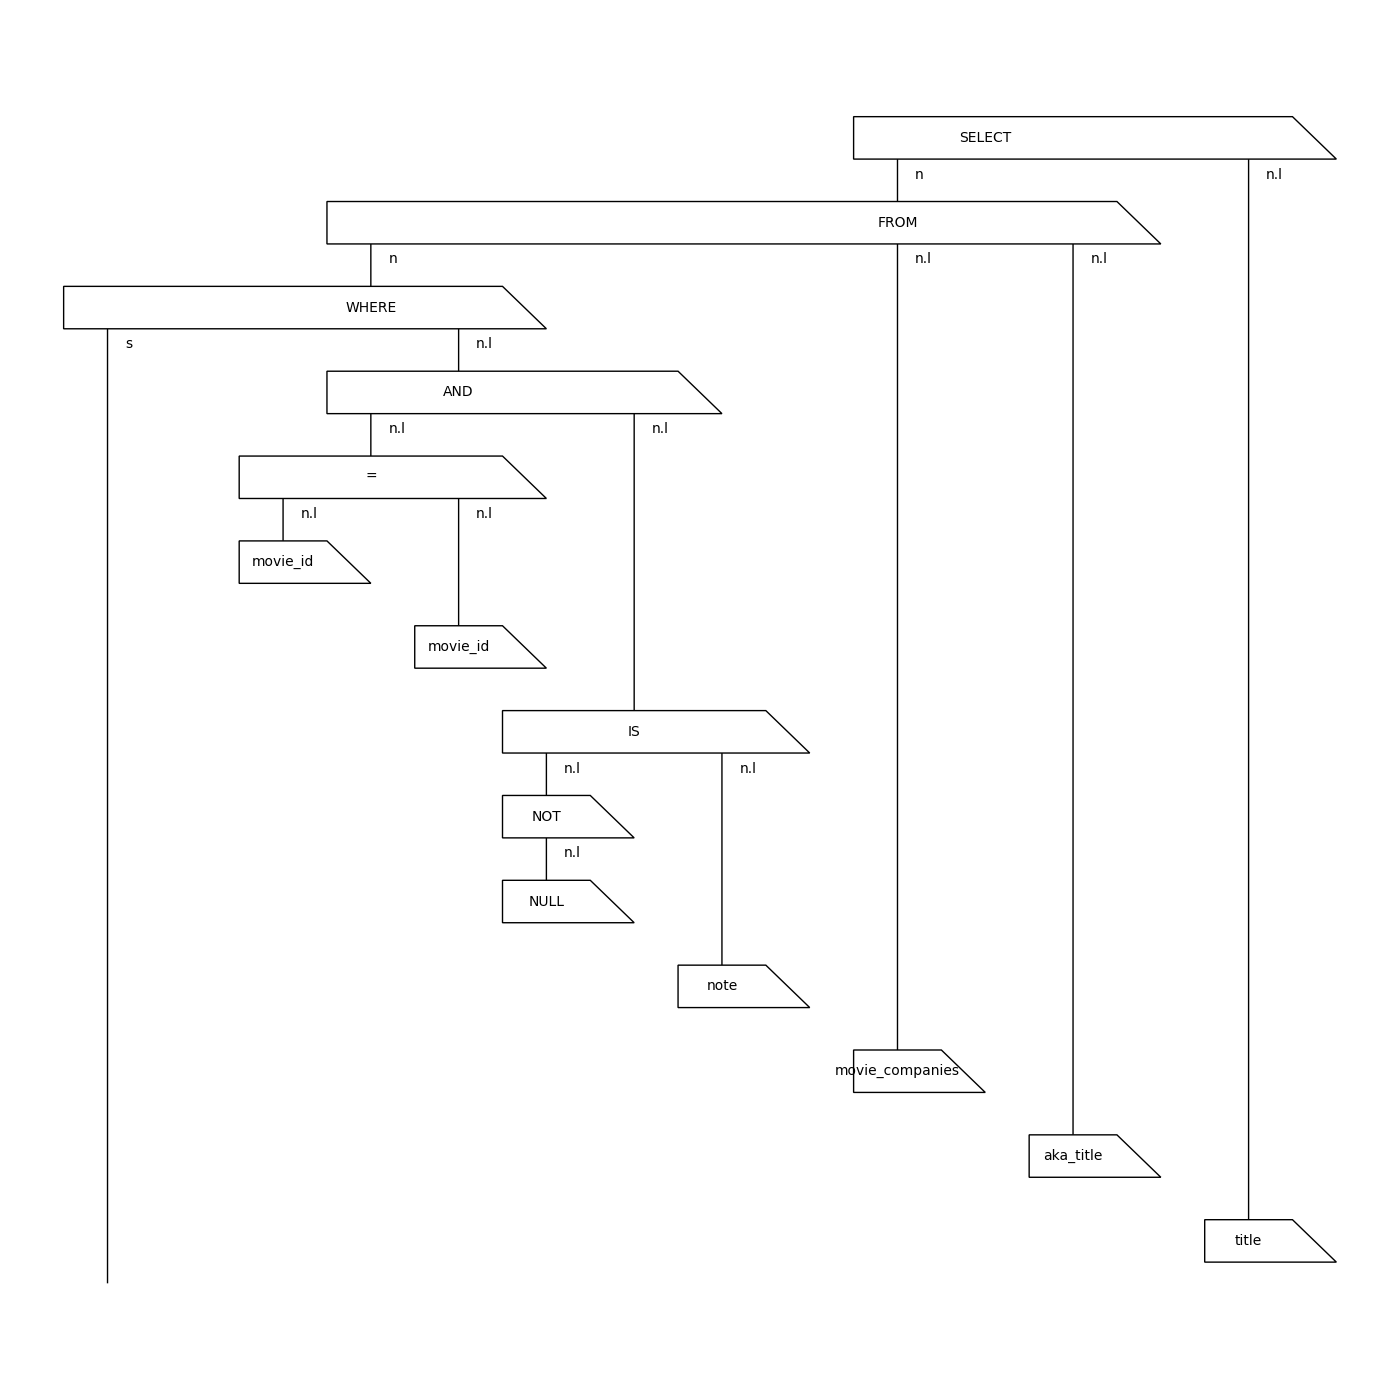 SELECT
n n.l
FROM
n n.l n.l
WHERE
s n.l
AND
n.l n.l
=
n.l n.l
movie_id
movie_id
IS
n.l n.l
NOT
n.l
NULL
note
movie_companies
aka_title
title